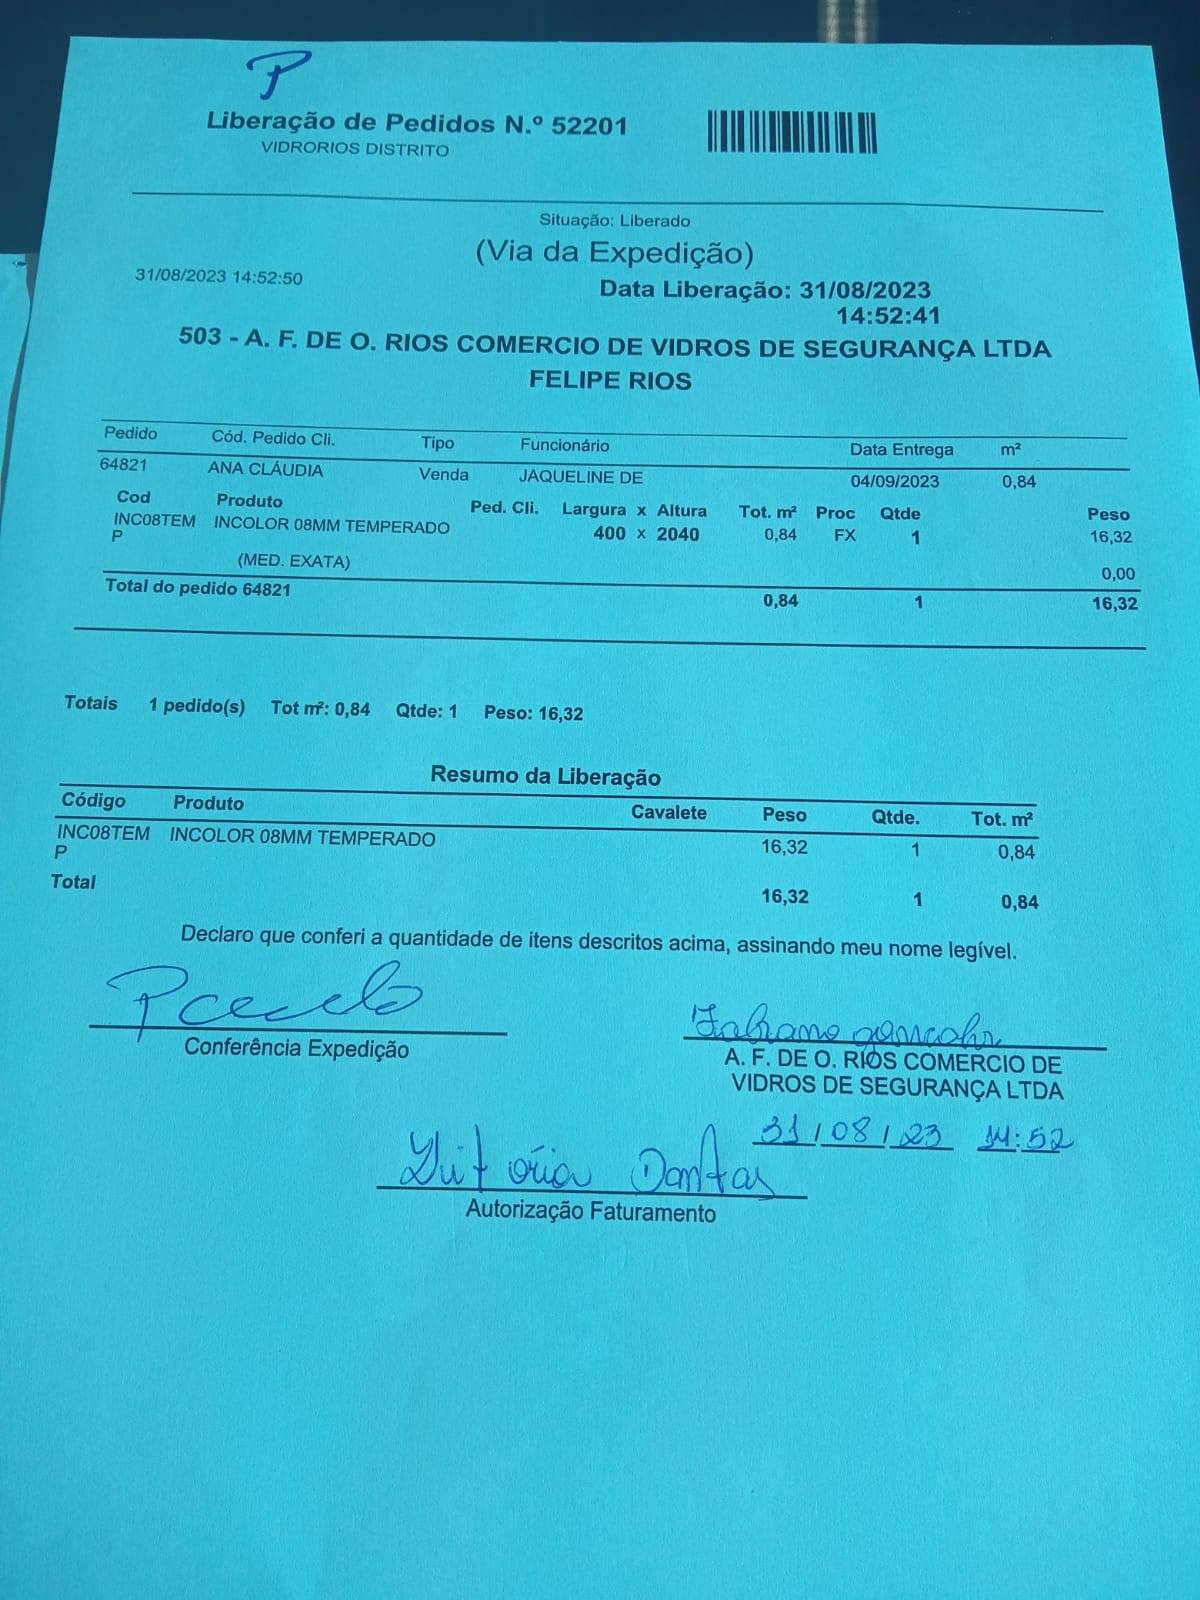 P
Liberação de Pedidos N.º 52201
VIDRORIOS DISTRITO
Situação: Liberado
(Via da Expedição)
31/08/2023 14:52:50
Data Liberação: 31/08/2023
14:52:41
503 - A. F. DE O. RIOS COMERCIO DE VIDROS DE SEGURANÇA LTDA
FELIPE RIOS
Pedido Cód. Pedido Cli. Tipo Funcionário Data Entrega m²
64821 ANA CLÁUDIA Venda JAQUELINE DE 04/09/2023 0,84
Cod Produto Ped. Cli. Largura x Altura Tot. m² Proc Qtde Peso
INC08TEM INCOLOR 08MM TEMPERADO 400 x 2040 0,84 FX 1 16,32
P
(MED. EXATA) 0,00
Total do pedido 64821 0,84 1 16,32
Totais 1 pedido(s) Tot m²: 0,84 Qtde: 1 Peso: 16,32
Resumo da Liberação
Código Produto Cavalete Peso Qtde. Tot. m²
INC08TEM INCOLOR 08MM TEMPERADO 16,32 1 0,84
P
Total 16,32 1 0,84
Declaro que conferi a quantidade de itens descritos acima, assinando meu nome legível.
Fabiano
Conferência Expedição
A. F. DE O. RIOS COMERCIO DE
VIDROS DE SEGURANÇA LTDA
31/08/23 14:52
Vitória Dantas
Autorização Faturamento